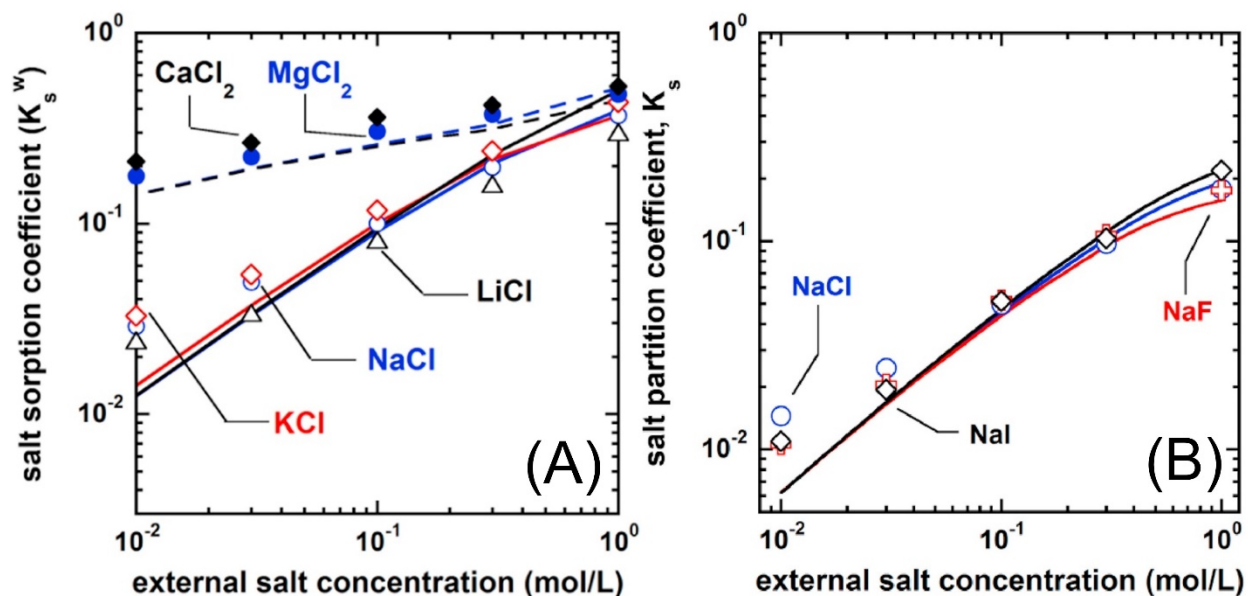 10⁰
10⁻¹
10⁻²
salt sorption coefficient (Kₛʷ)
CaCl₂
MgCl₂
LiCl
NaCl
KCl
(A)
10⁻²
10⁻¹
10⁰
external salt concentration (mol/L)
10⁰
10⁻¹
10⁻²
salt partition coefficient, Kₛ
NaCl
NaF
NaI
(B)
10⁻²
10⁻¹
10⁰
external salt concentration (mol/L)